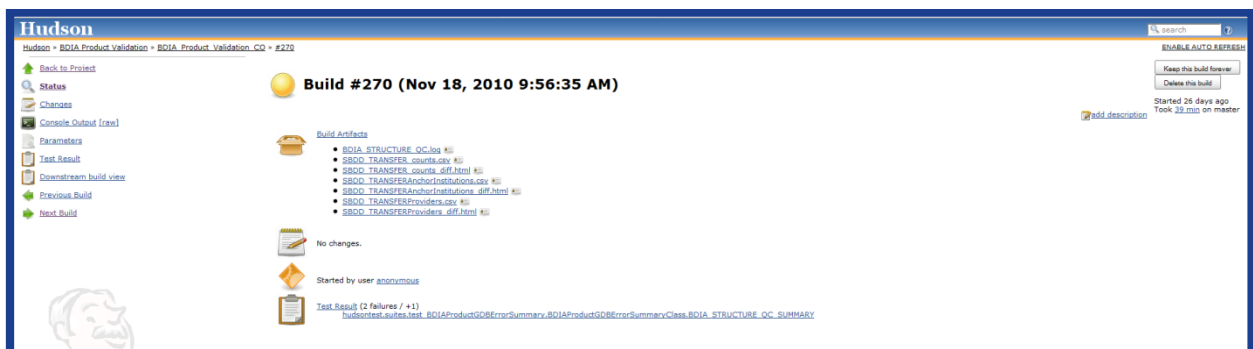 Hudson
search
Hudson » BDIA Product Validation » BDIA_Product_Validation_CO » #270
ENABLE AUTO REFRESH
Back to Project
Status
Changes
Console Output [raw]
Parameters
Test Result
Downstream build view
Previous Build
Next Build
Build #270 (Nov 18, 2010 9:56:35 AM)
Keep this build forever
Delete this build
Started 26 days ago
Took 39 min on master
add description
Build Artifacts
BDIA_STRUCTURE_QC.log
SBDD_TRANSFER_counts.csv
SBDD_TRANSFER_counts_diff.html
SBDD_TRANSFERAnchorInstitutions.csv
SBDD_TRANSFERAnchorInstitutions_diff.html
SBDD_TRANSFERProviders.csv
SBDD_TRANSFERProviders_diff.html
No changes.
Started by user anonymous
Test Result (2 failures / +1)
hudsontest.suites.test_BDIAProductGDBErrorSummary.BDIAProductGDBErrorSummaryClass.BDIA_STRUCTURE_QC_SUMMARY